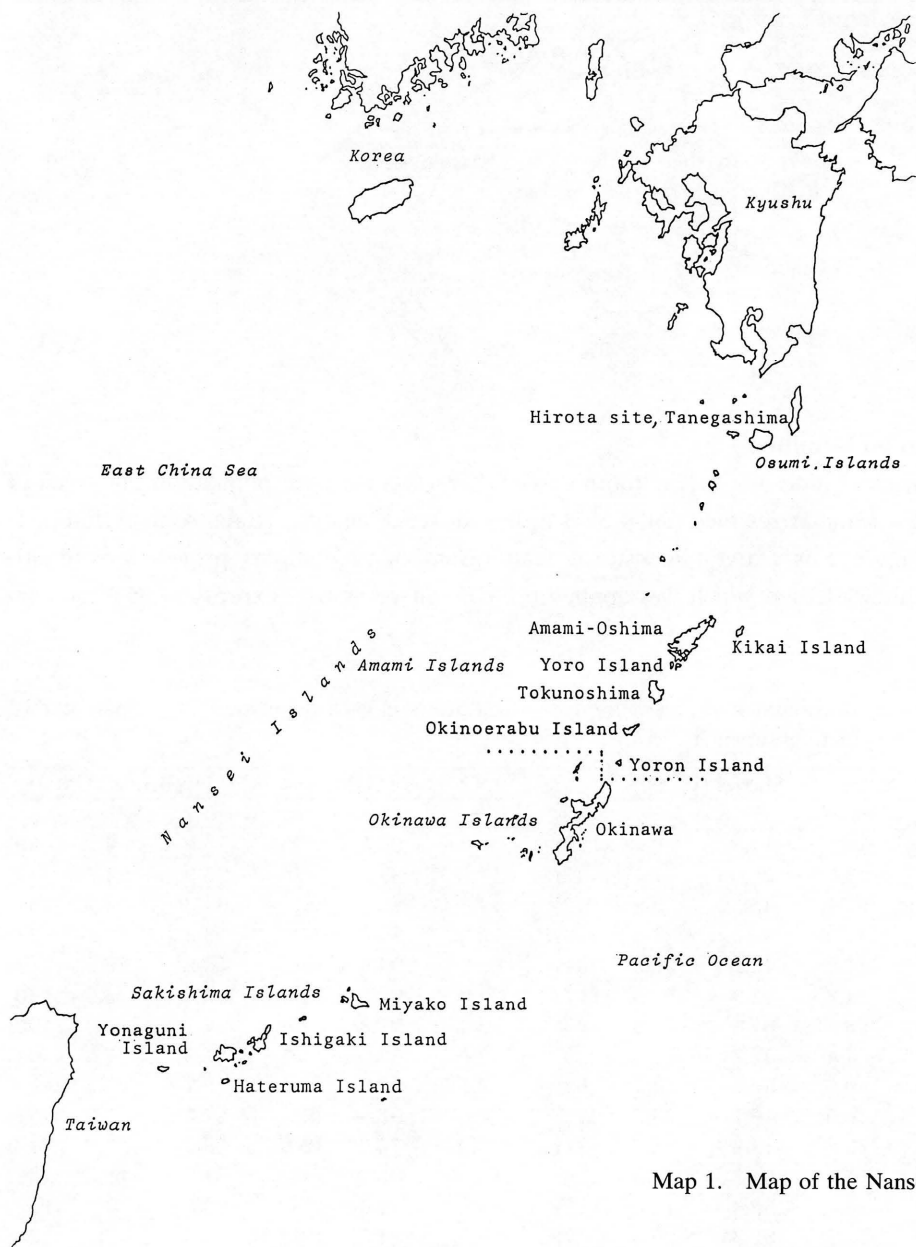 Korea
Kyushu
Hirota site, Tanegashima
East China Sea
Osumi Islands
Amami-Oshima
Kikai Island
Amami Islands
Yoro Island
Tokunoshima
Nansei Islands
Okinoerabu Island
Yoron Island
Okinawa Islands
Okinawa
Pacific Ocean
Sakishima Islands
Miyako Island
Yonaguni
Island
Ishigaki Island
Hateruma Island
Taiwan
Map 1. Map of the Nans